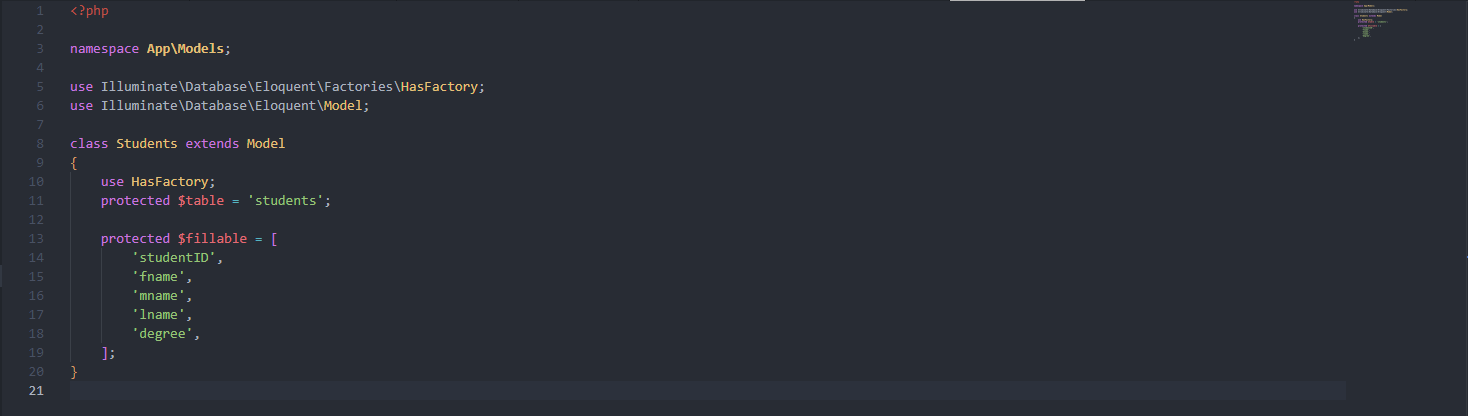 1 <?php
2
3 namespace App\Models;
4
5 use Illuminate\Database\Eloquent\Factories\HasFactory;
6 use Illuminate\Database\Eloquent\Model;
7
8 class Students extends Model
9 {
10     use HasFactory;
11     protected $table = 'students';
12
13     protected $fillable = [
14         'studentID',
15         'fname',
16         'mname',
17         'lname',
18         'degree',
19     ];
20 }
21